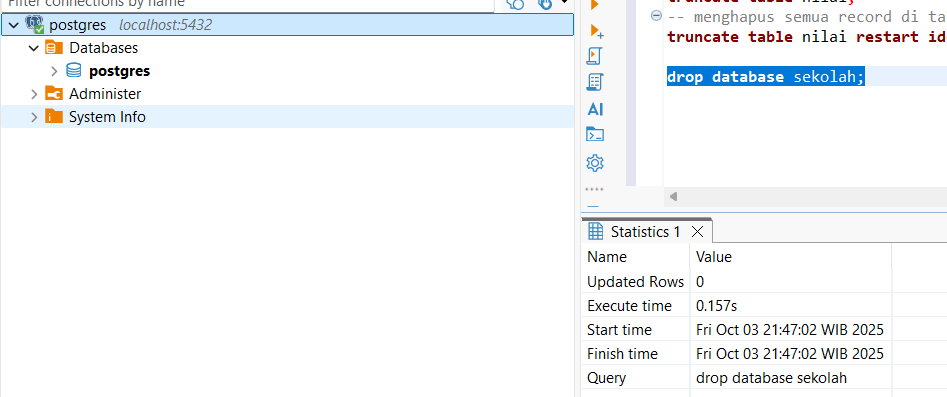 Filter connections by name
postgres localhost:5432
Databases
postgres
Administer
System Info
truncate table nilai;
-- menghapus semua record di ta
truncate table nilai restart id
drop database sekolah;
AI
Statistics 1
Name Value
Updated Rows 0
Execute time 0.157s
Start time Fri Oct 03 21:47:02 WIB 2025
Finish time Fri Oct 03 21:47:02 WIB 2025
Query drop database sekolah